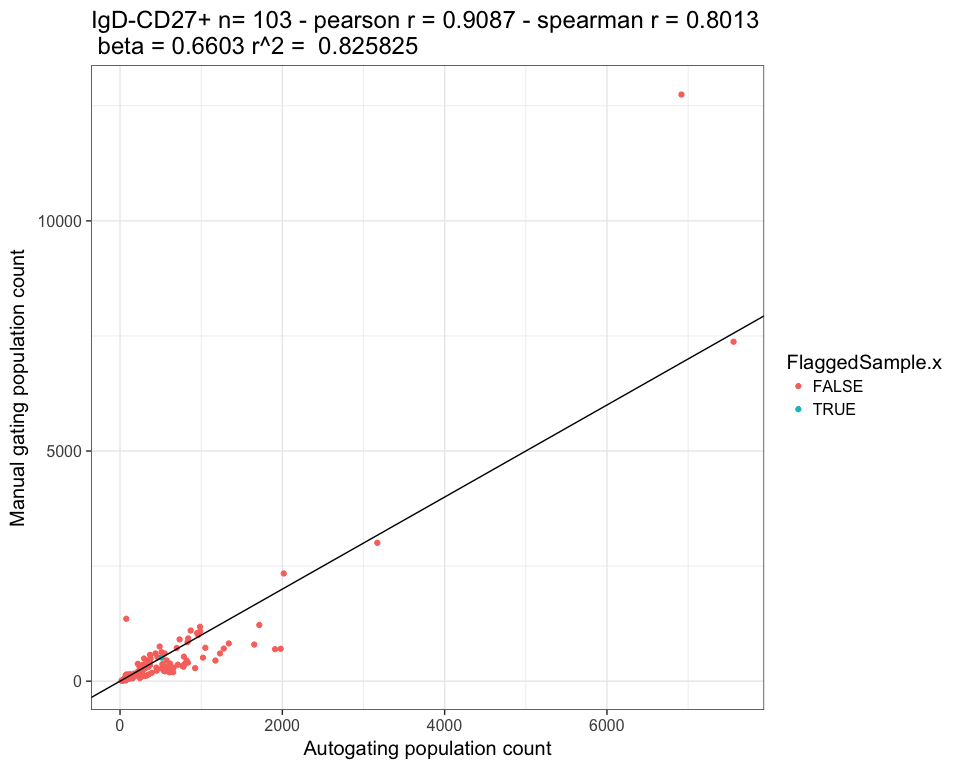 IgD-CD27+ n= 103 - pearson r = 0.9087 - spearman r = 0.8013
beta = 0.6603 r^2 =  0.825825
10000
5000
0
0
2000
4000
6000
Autogating population count
Manual gating population count
FlaggedSample.x
FALSE
TRUE